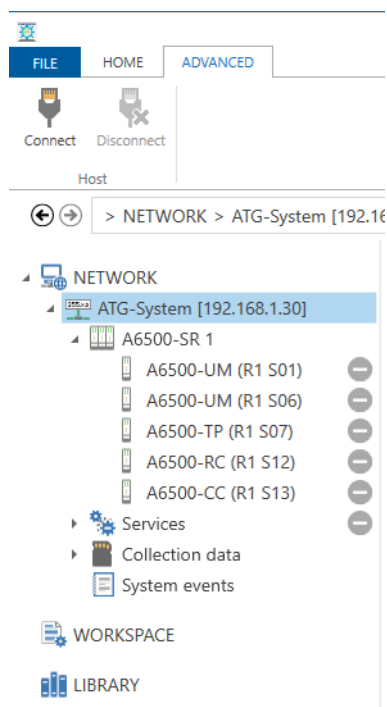 FILE HOME ADVANCED
Connect Disconnect
Host
> NETWORK > ATG-System [192.16
NETWORK
ATG-System [192.168.1.30]
A6500-SR 1
A6500-UM (R1 S01)
A6500-UM (R1 S06)
A6500-TP (R1 S07)
A6500-RC (R1 S12)
A6500-CC (R1 S13)
Services
Collection data
System events
WORKSPACE
LIBRARY